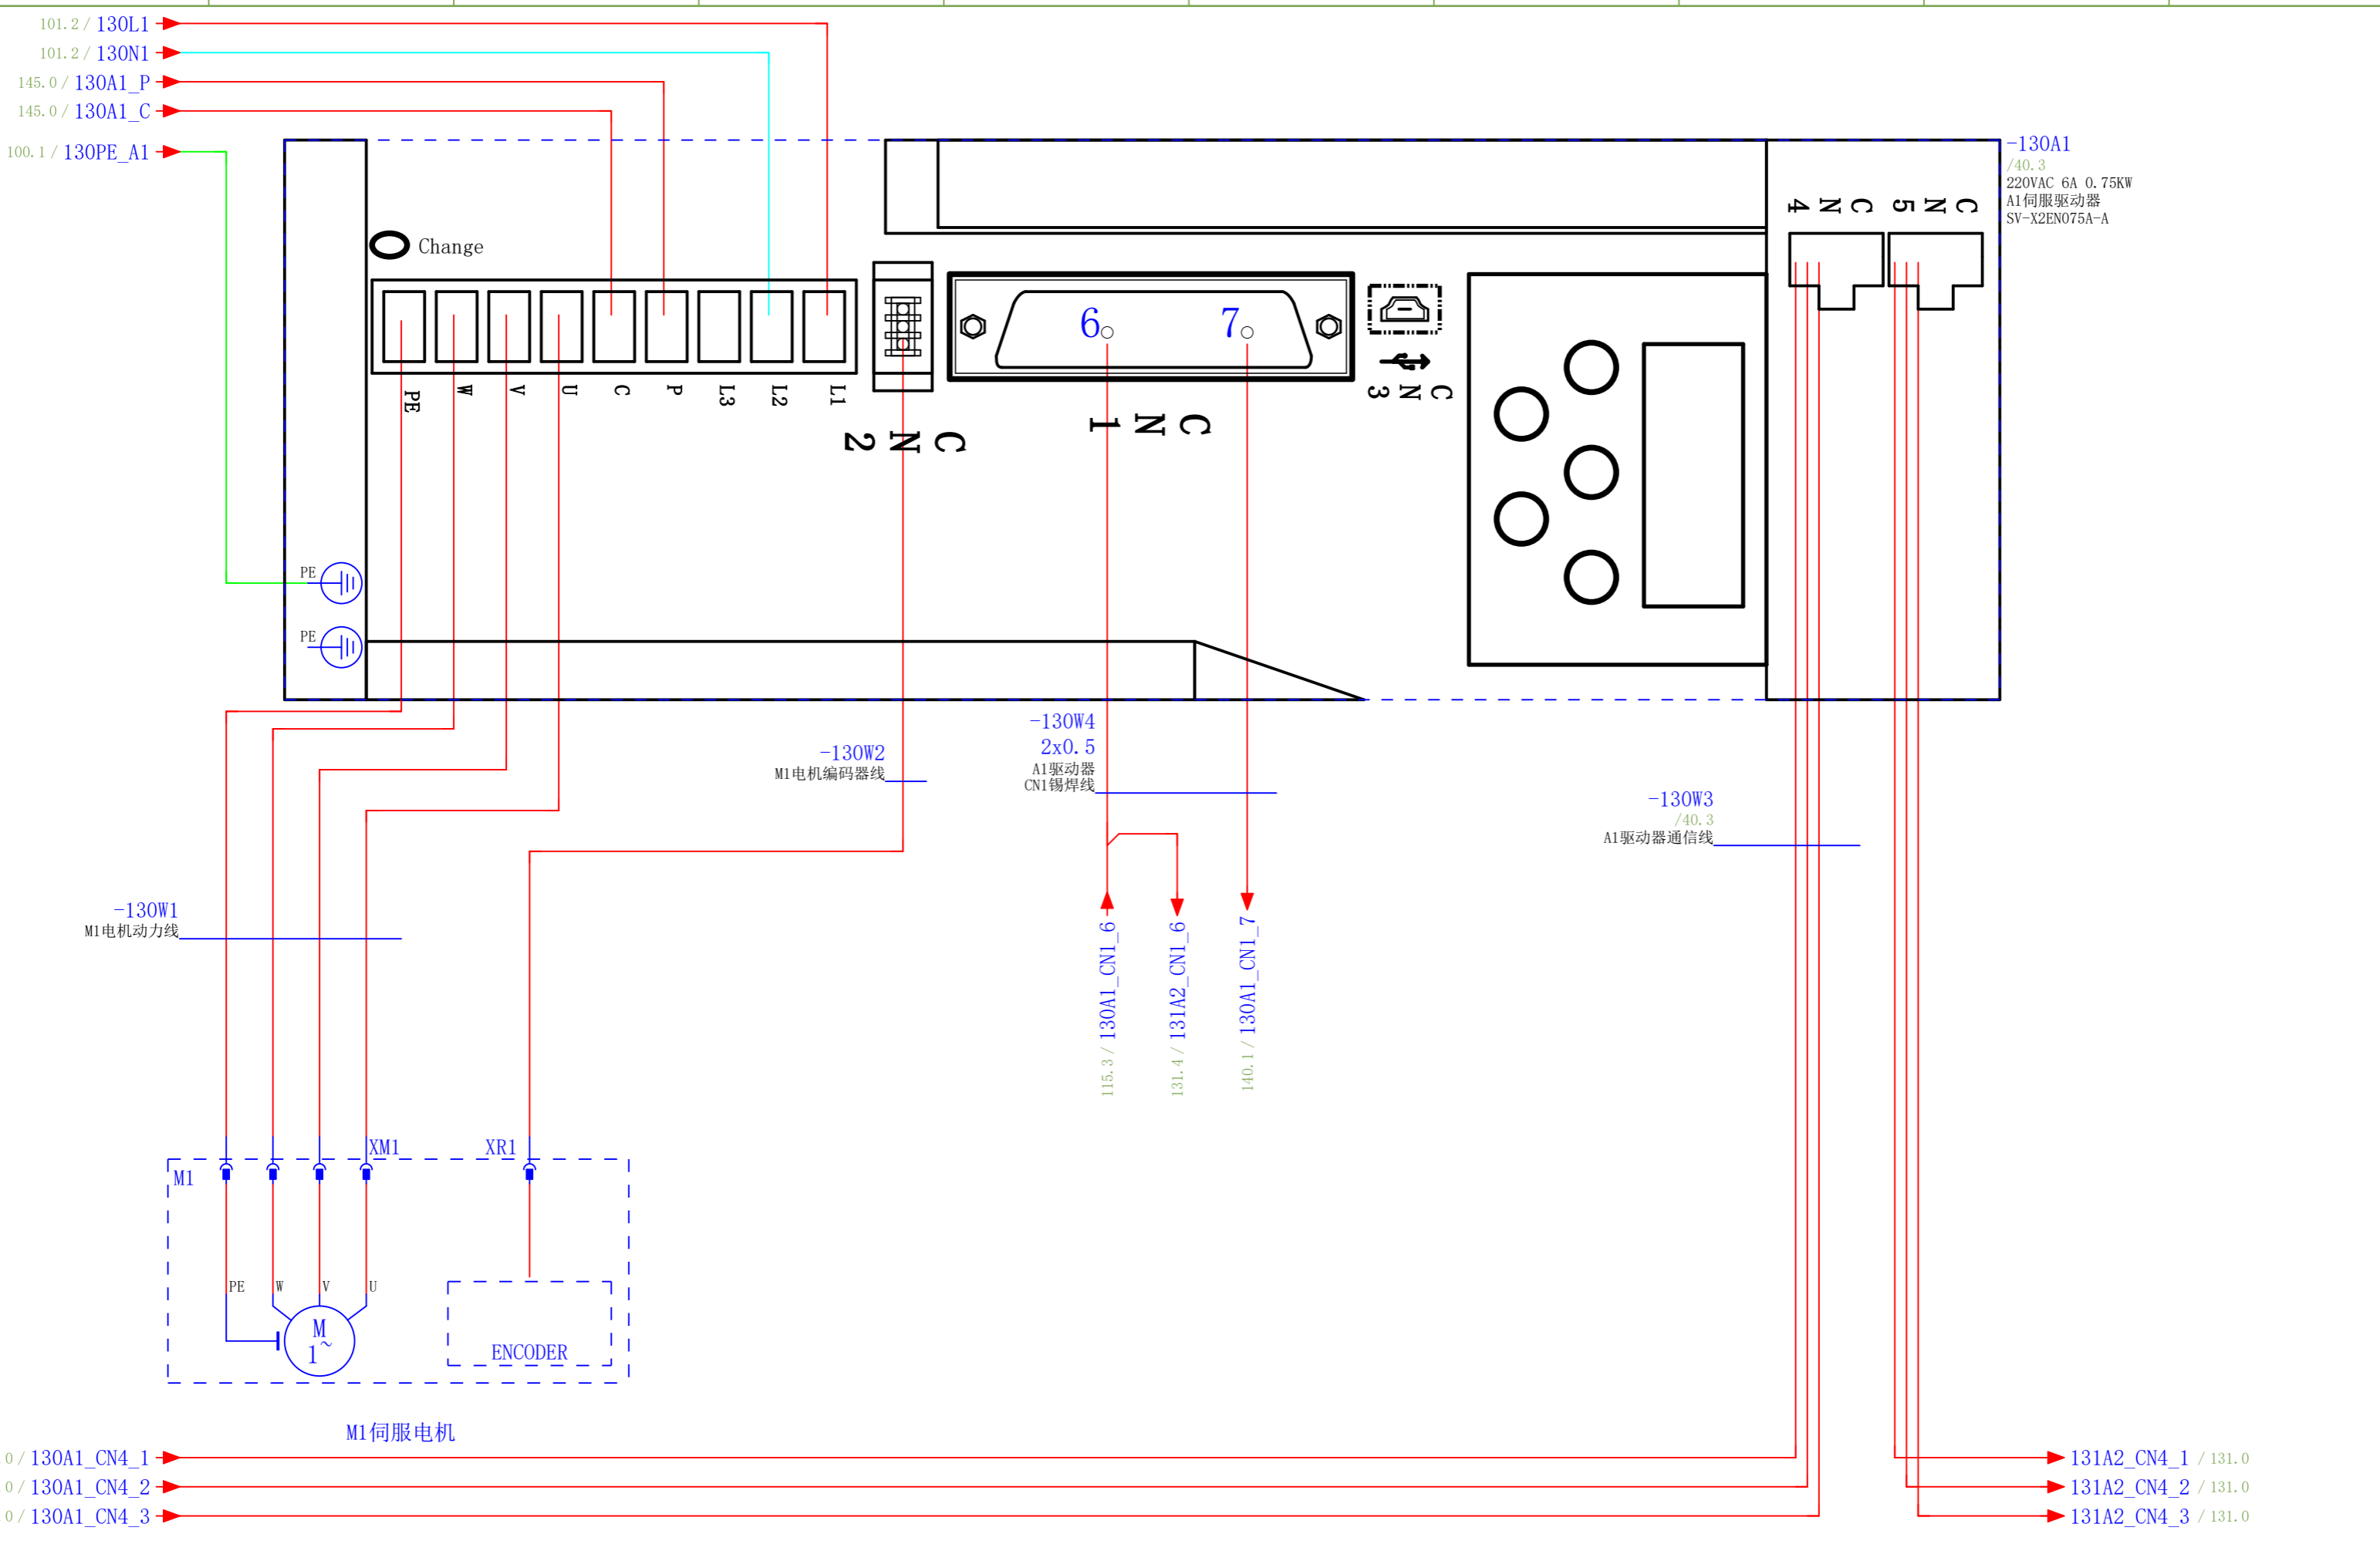 101.2 / 130L1
101.2 / 130N1
145.0 / 130A1_P
145.0 / 130A1_C
100.1 / 130PE_A1
-130A1
/40.3
220VAC 6A 0.75KW
A1伺服驱动器
SV-X2EN075A-A
CN4
CN5
Change
6
7
PE
W
V
U
C
P
L3
L2
L1
CN2
CN1
CN3
PE
PE
-130W4
2x0.5
A1驱动器
CN1锡焊线
-130W2
M1电机编码器线
-130W3
/40.3
A1驱动器通信线
-130W1
M1电机动力线
115.3 / 130A1_CN1_6
131.4 / 131A2_CN1_6
140.1 / 130A1_CN1_7
M1
XM1
XR1
PE
W
V
U
M
1~
ENCODER
M1伺服电机
0 / 130A1_CN4_1
0 / 130A1_CN4_2
0 / 130A1_CN4_3
131A2_CN4_1 / 131.0
131A2_CN4_2 / 131.0
131A2_CN4_3 / 131.0